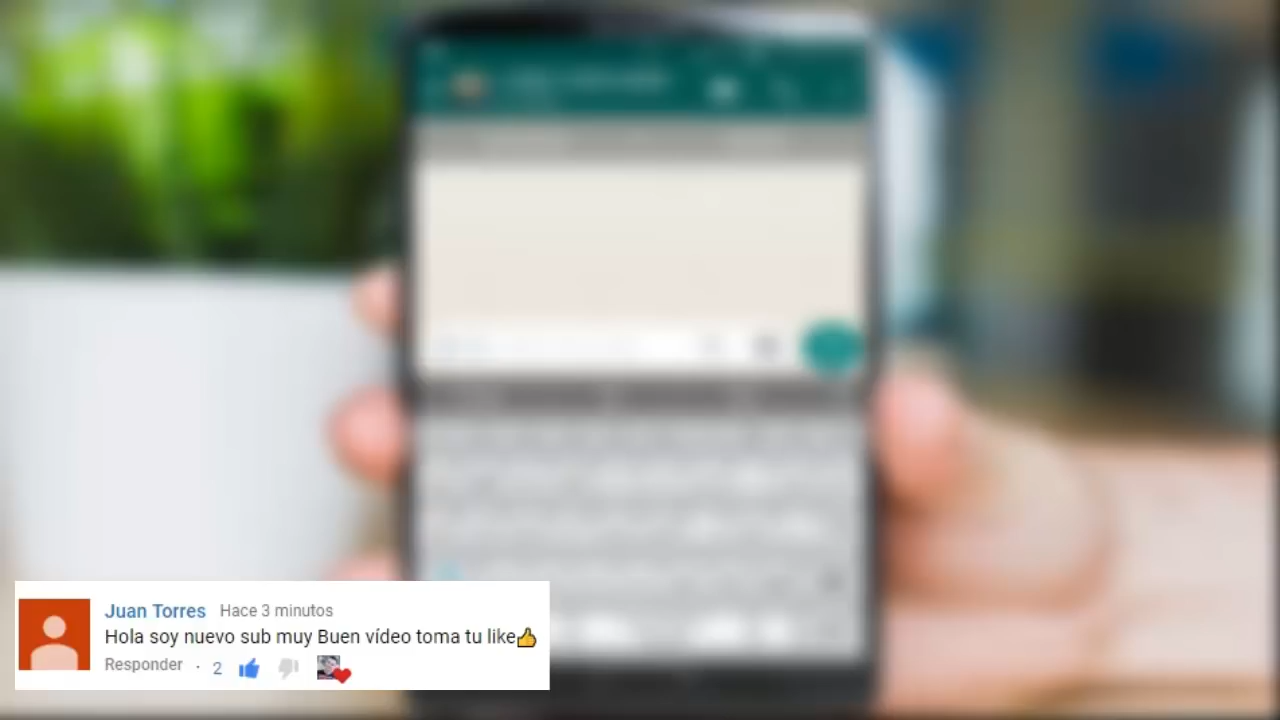 Juan Torres Hace 3 minutos
Hola soy nuevo sub muy Buen vídeo toma tu like👍
Responder · 2